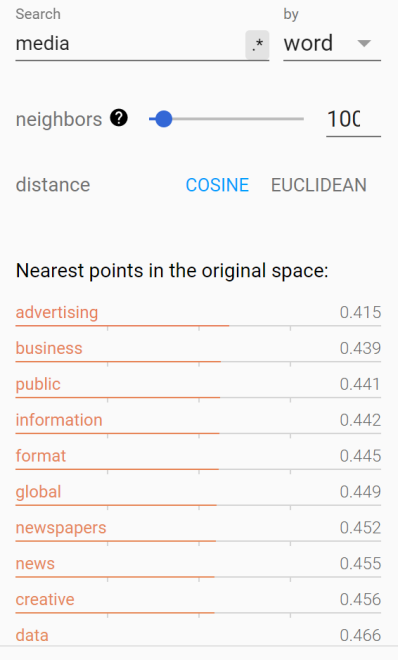 Search by
media .* word
neighbors ? 100
distance COSINE EUCLIDEAN
Nearest points in the original space:
advertising 0.415
business 0.439
public 0.441
information 0.442
format 0.445
global 0.449
newspapers 0.452
news 0.455
creative 0.456
data 0.466